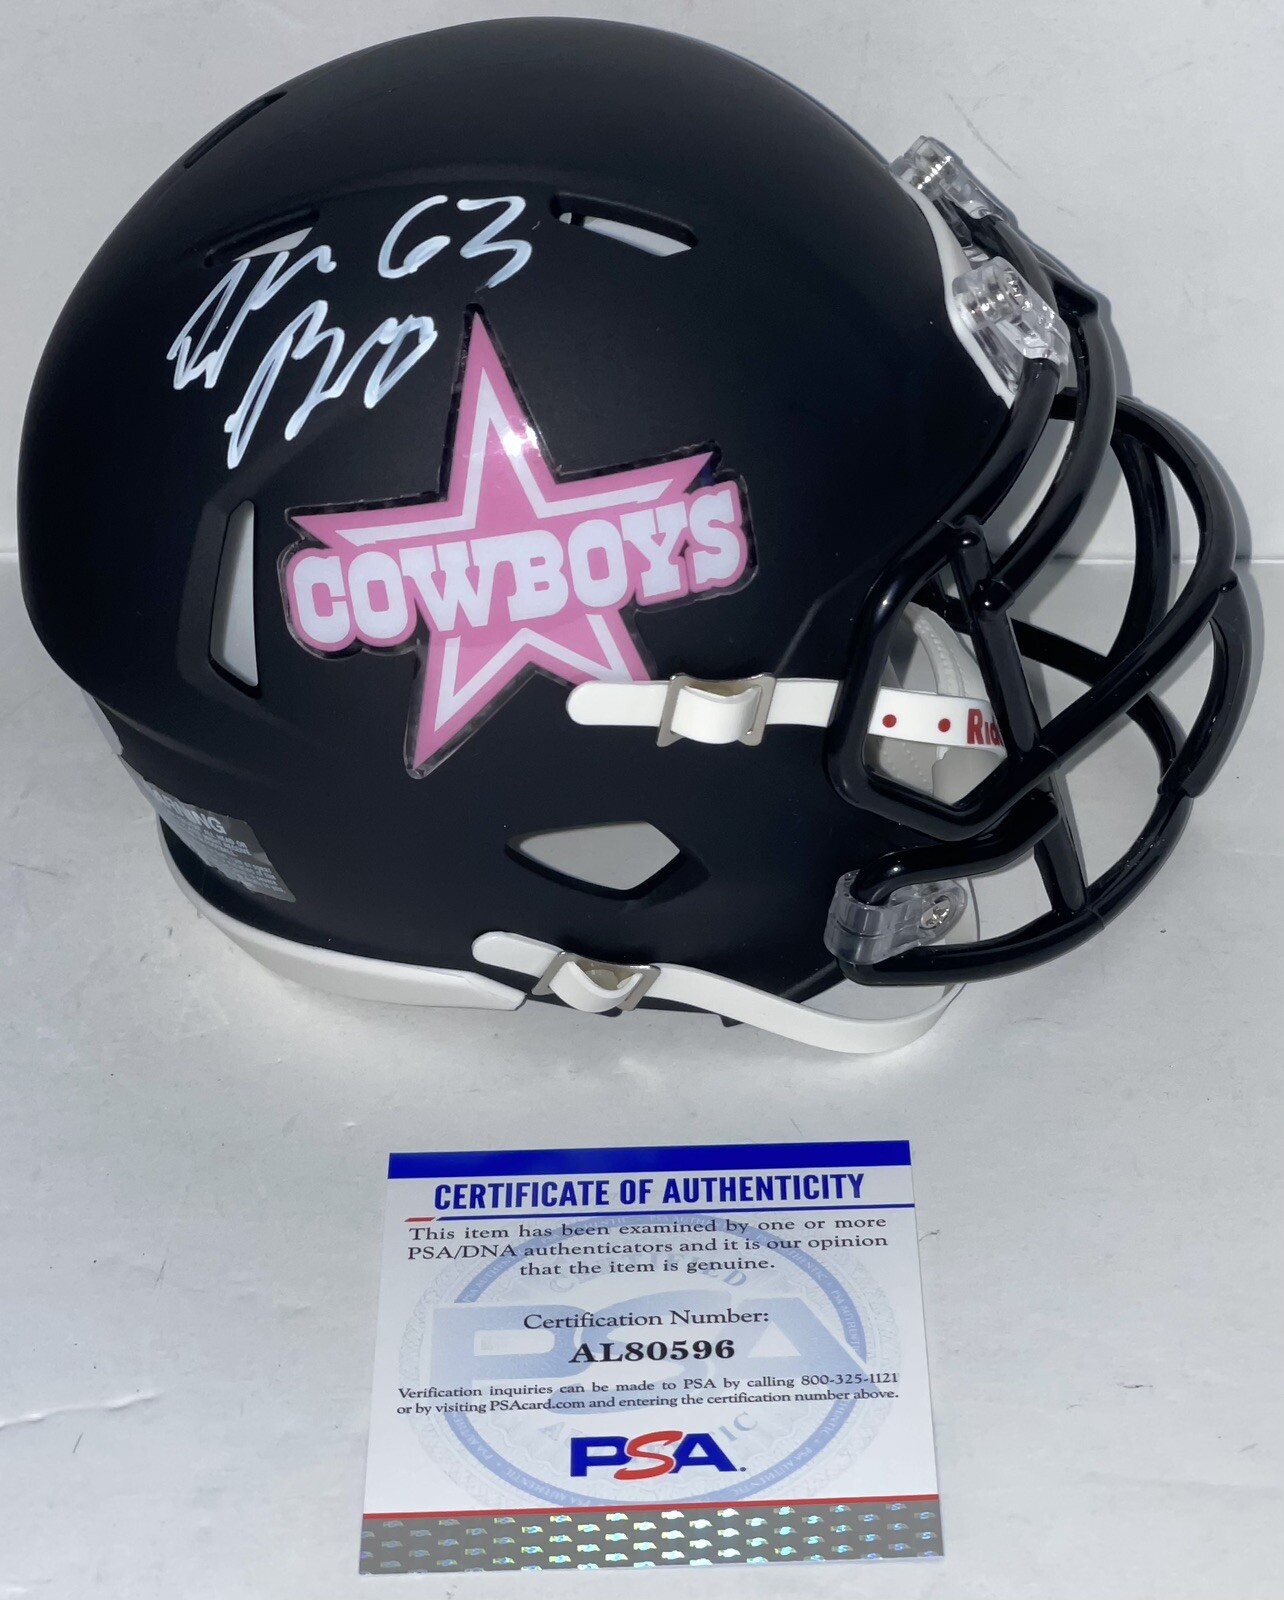 63
COWBOYS
WARNING
CERTIFICATE OF AUTHENTICITY
This item has been examined by one or more
PSA/DNA authenticators and it is our opinion
that the item is genuine.
Certification Number:
AL80596
Verification inquiries can be made to PSA by calling 800-325-1121
or by visiting PSAcard.com and entering the certification number above.
PSA